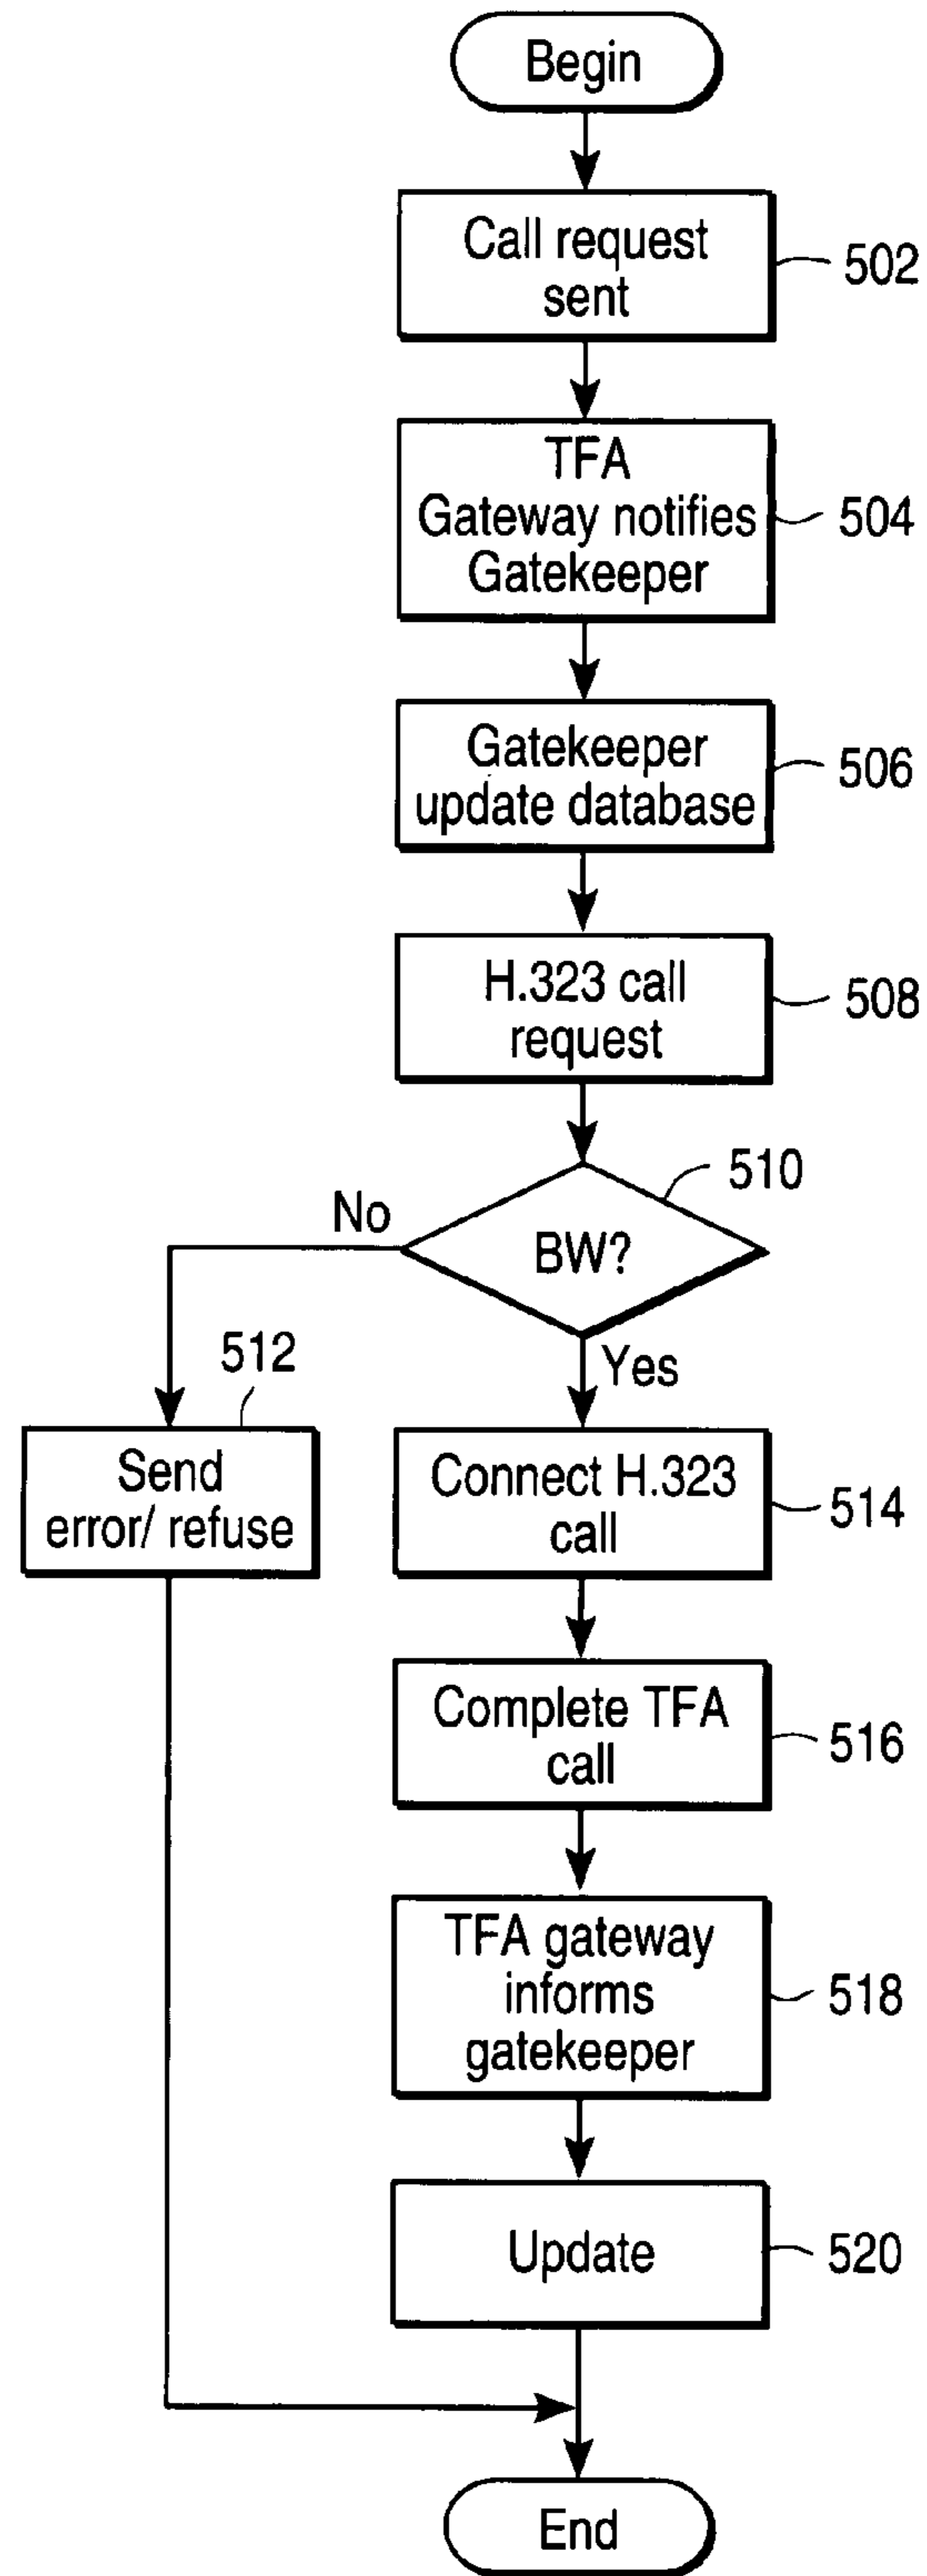 Begin
Call request
sent
502
TFA
Gateway notifies
Gatekeeper
504
Gatekeeper
update database
506
H.323 call
request
508
510
BW?
No
Yes
512
Send
error/ refuse
Connect H.323
call
514
Complete TFA
call
516
TFA gateway
informs
gatekeeper
518
Update
520
End